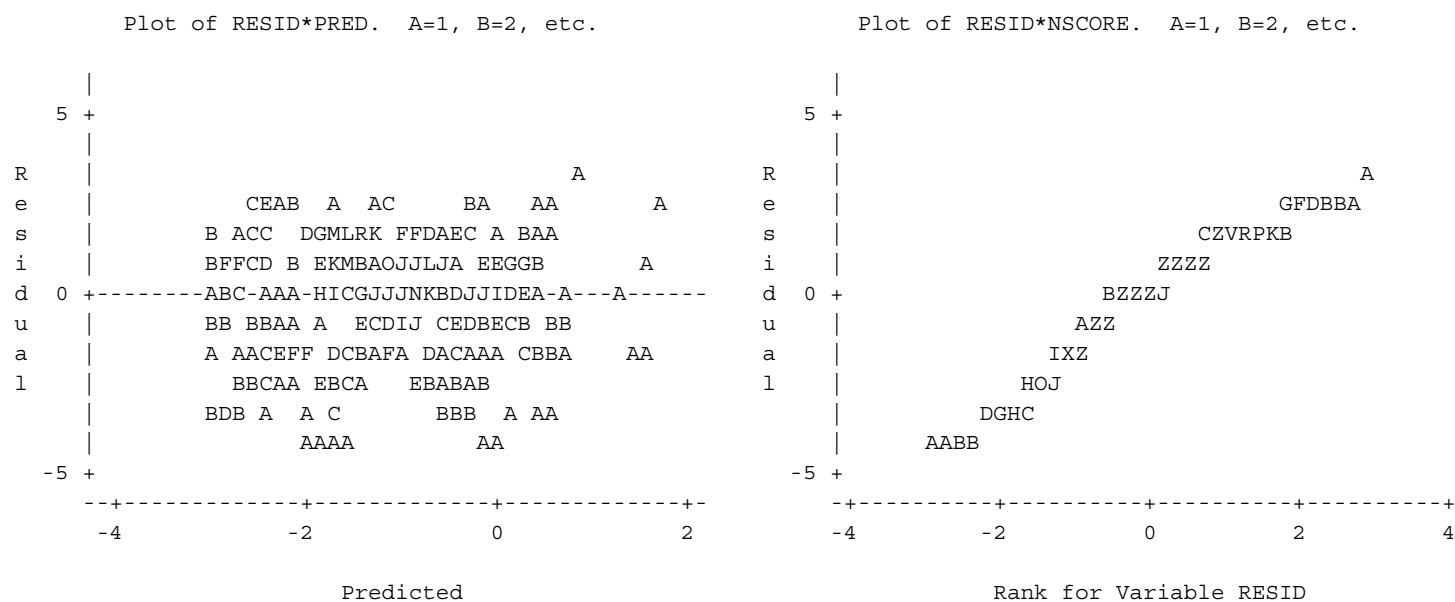 Plot of RESID*PRED.  A=1, B=2, etc.                      Plot of RESID*NSCORE.  A=1, B=2, etc.
      |                                                       |
    5 +                                                     5 +
      |                                                       |
 R    |                                    A             R    |                                       A
 e    |           CEAB  A  AC     BA   AA       A        e    |                                 GFDBBA
 s    |        B ACC  DGMLRK FFDAEC A BAA                s    |                           CZVRPKB
 i    |        BFFCD B EKMBAOJJLJA EEGGB       A         i    |                        ZZZZ
 d  0 +--------ABC-AAA-HICGJJJNKBDJJIDEA-A---A------     d  0 +                    BZZZJ
 u    |        BB BBAA A  ECDIJ CEDBECB BB               u    |                  AZZ
 a    |        A AACEFF DCBAFA DACAAA CBBA    AA         a    |                IXZ
 l    |          BBCAA EBCA   EBABAB                     l    |              HOJ
      |        BDB A  A C       BBB A AA                      |           DGHC
      |               AAAA         AA                         |       AABB
   -5 +                                                    -5 +
      --+-------------+-------------+-------------+-          -+----------+----------+----------+----------+
       -4            -2             0             2           -4         -2          0          2          4
                         Predicted                                       Rank for Variable RESID